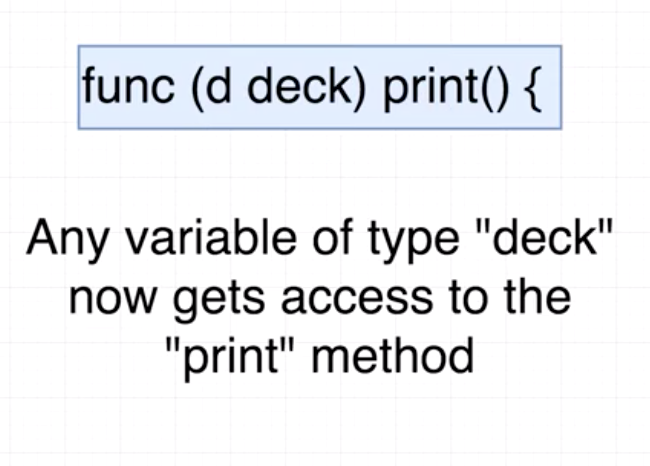 func (d deck) print() {
Any variable of type "deck"
now gets access to the
"print" method